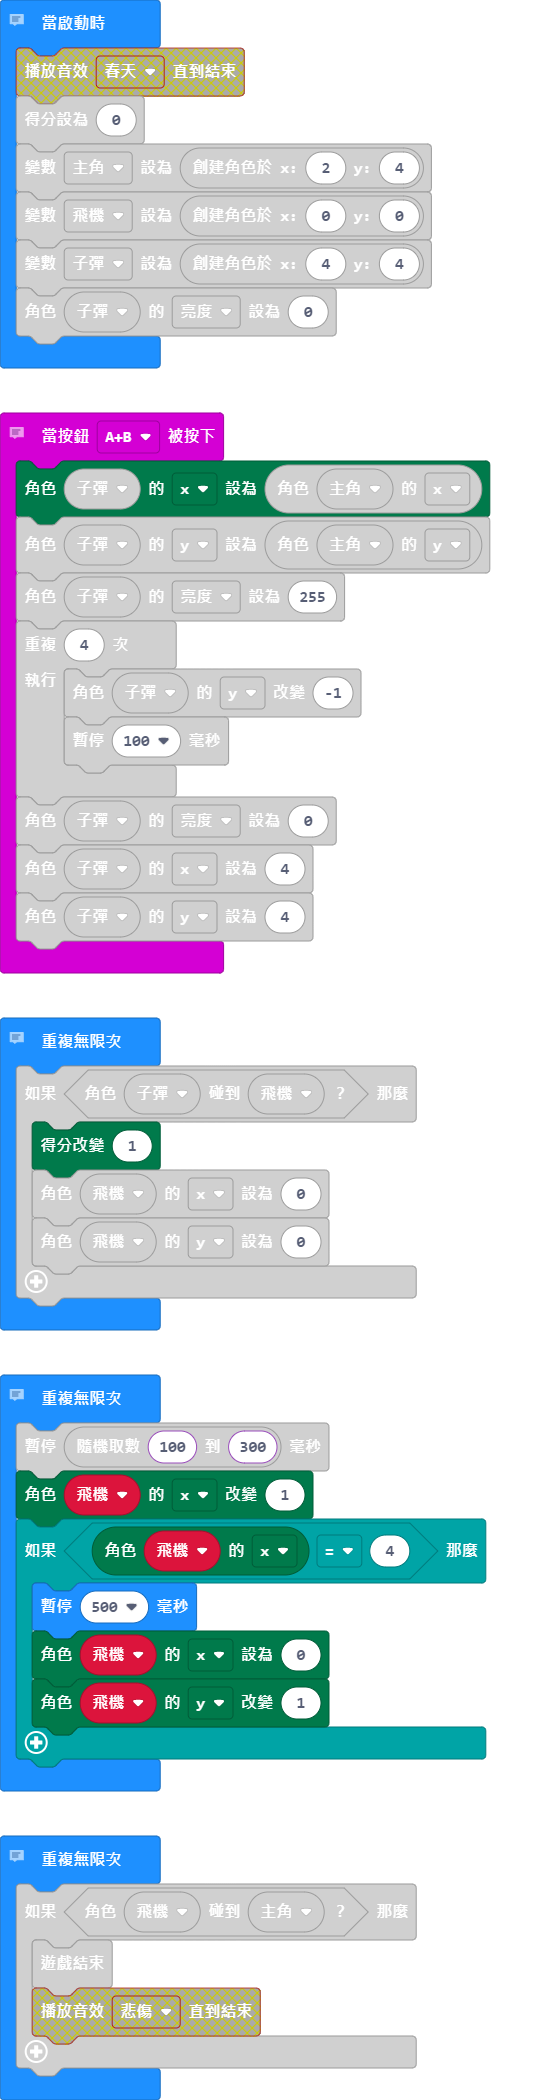 當啟動時
播放音效 春天 直到結束
得分設為 0
變數 主角 設為 創建角色於 x: 2 y: 4
變數 飛機 設為 創建角色於 x: 0 y: 0
變數 子彈 設為 創建角色於 x: 4 y: 4
角色 子彈 的 亮度 設為 0
當按鈕 A+B 被按下
角色 子彈 的 x 設為 角色 主角 的 x
角色 子彈 的 y 設為 角色 主角 的 y
角色 子彈 的 亮度 設為 255
重複 4 次
執行
角色 子彈 的 y 改變 -1
暫停 100 毫秒
角色 子彈 的 亮度 設為 0
角色 子彈 的 x 設為 4
角色 子彈 的 y 設為 4
重複無限次
如果 角色 子彈 碰到 飛機 ? 那麼
得分改變 1
角色 飛機 的 x 設為 0
角色 飛機 的 y 設為 0
重複無限次
暫停 隨機取數 100 到 300 毫秒
角色 飛機 的 x 改變 1
如果 角色 飛機 的 x = 4 那麼
暫停 500 毫秒
角色 飛機 的 x 設為 0
角色 飛機 的 y 改變 1
重複無限次
如果 角色 飛機 碰到 主角 ? 那麼
遊戲結束
播放音效 悲傷 直到結束